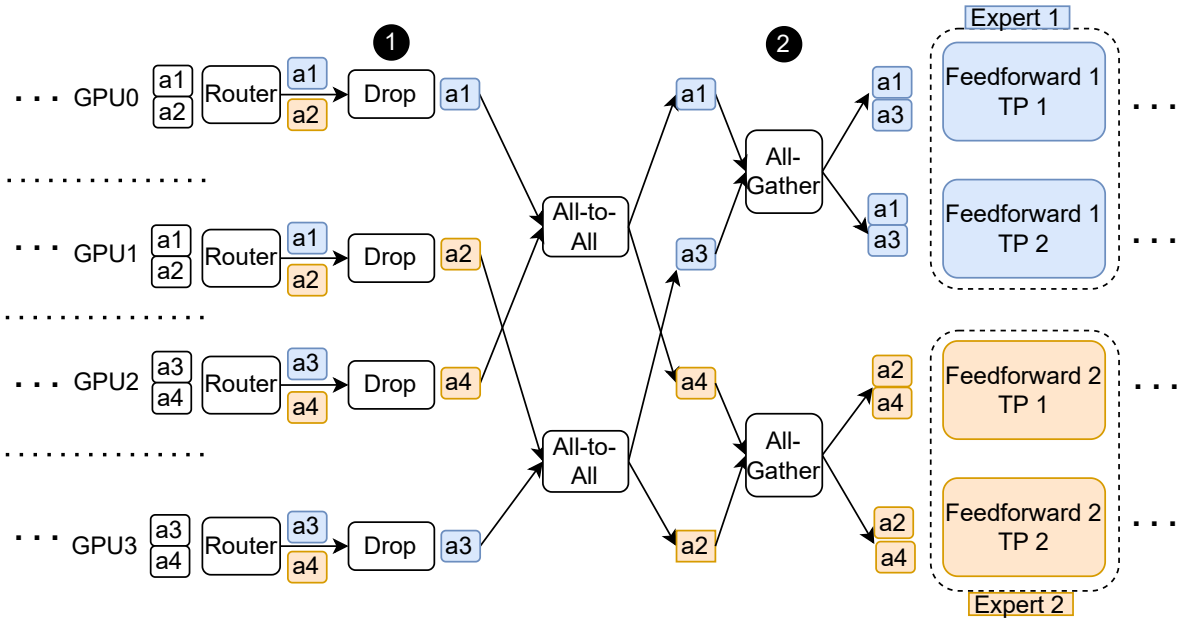 Expert 1
1
2
... GPU0
a1
a2
Router
a1
a2
Drop
a1
a1
All-
Gather
a1
a3
Feedforward 1
TP 1
...
All-to-
All
... GPU1
a1
a2
Router
a1
a2
Drop
a2
a3
a1
a3
Feedforward 1
TP 2
...
... GPU2
a3
a4
Router
a3
a4
Drop
a4
a4
All-
Gather
a2
a4
Feedforward 2
TP 1
...
All-to-
All
... GPU3
a3
a4
Router
a3
a4
Drop
a3
a2
a2
a4
Feedforward 2
TP 2
...
Expert 2